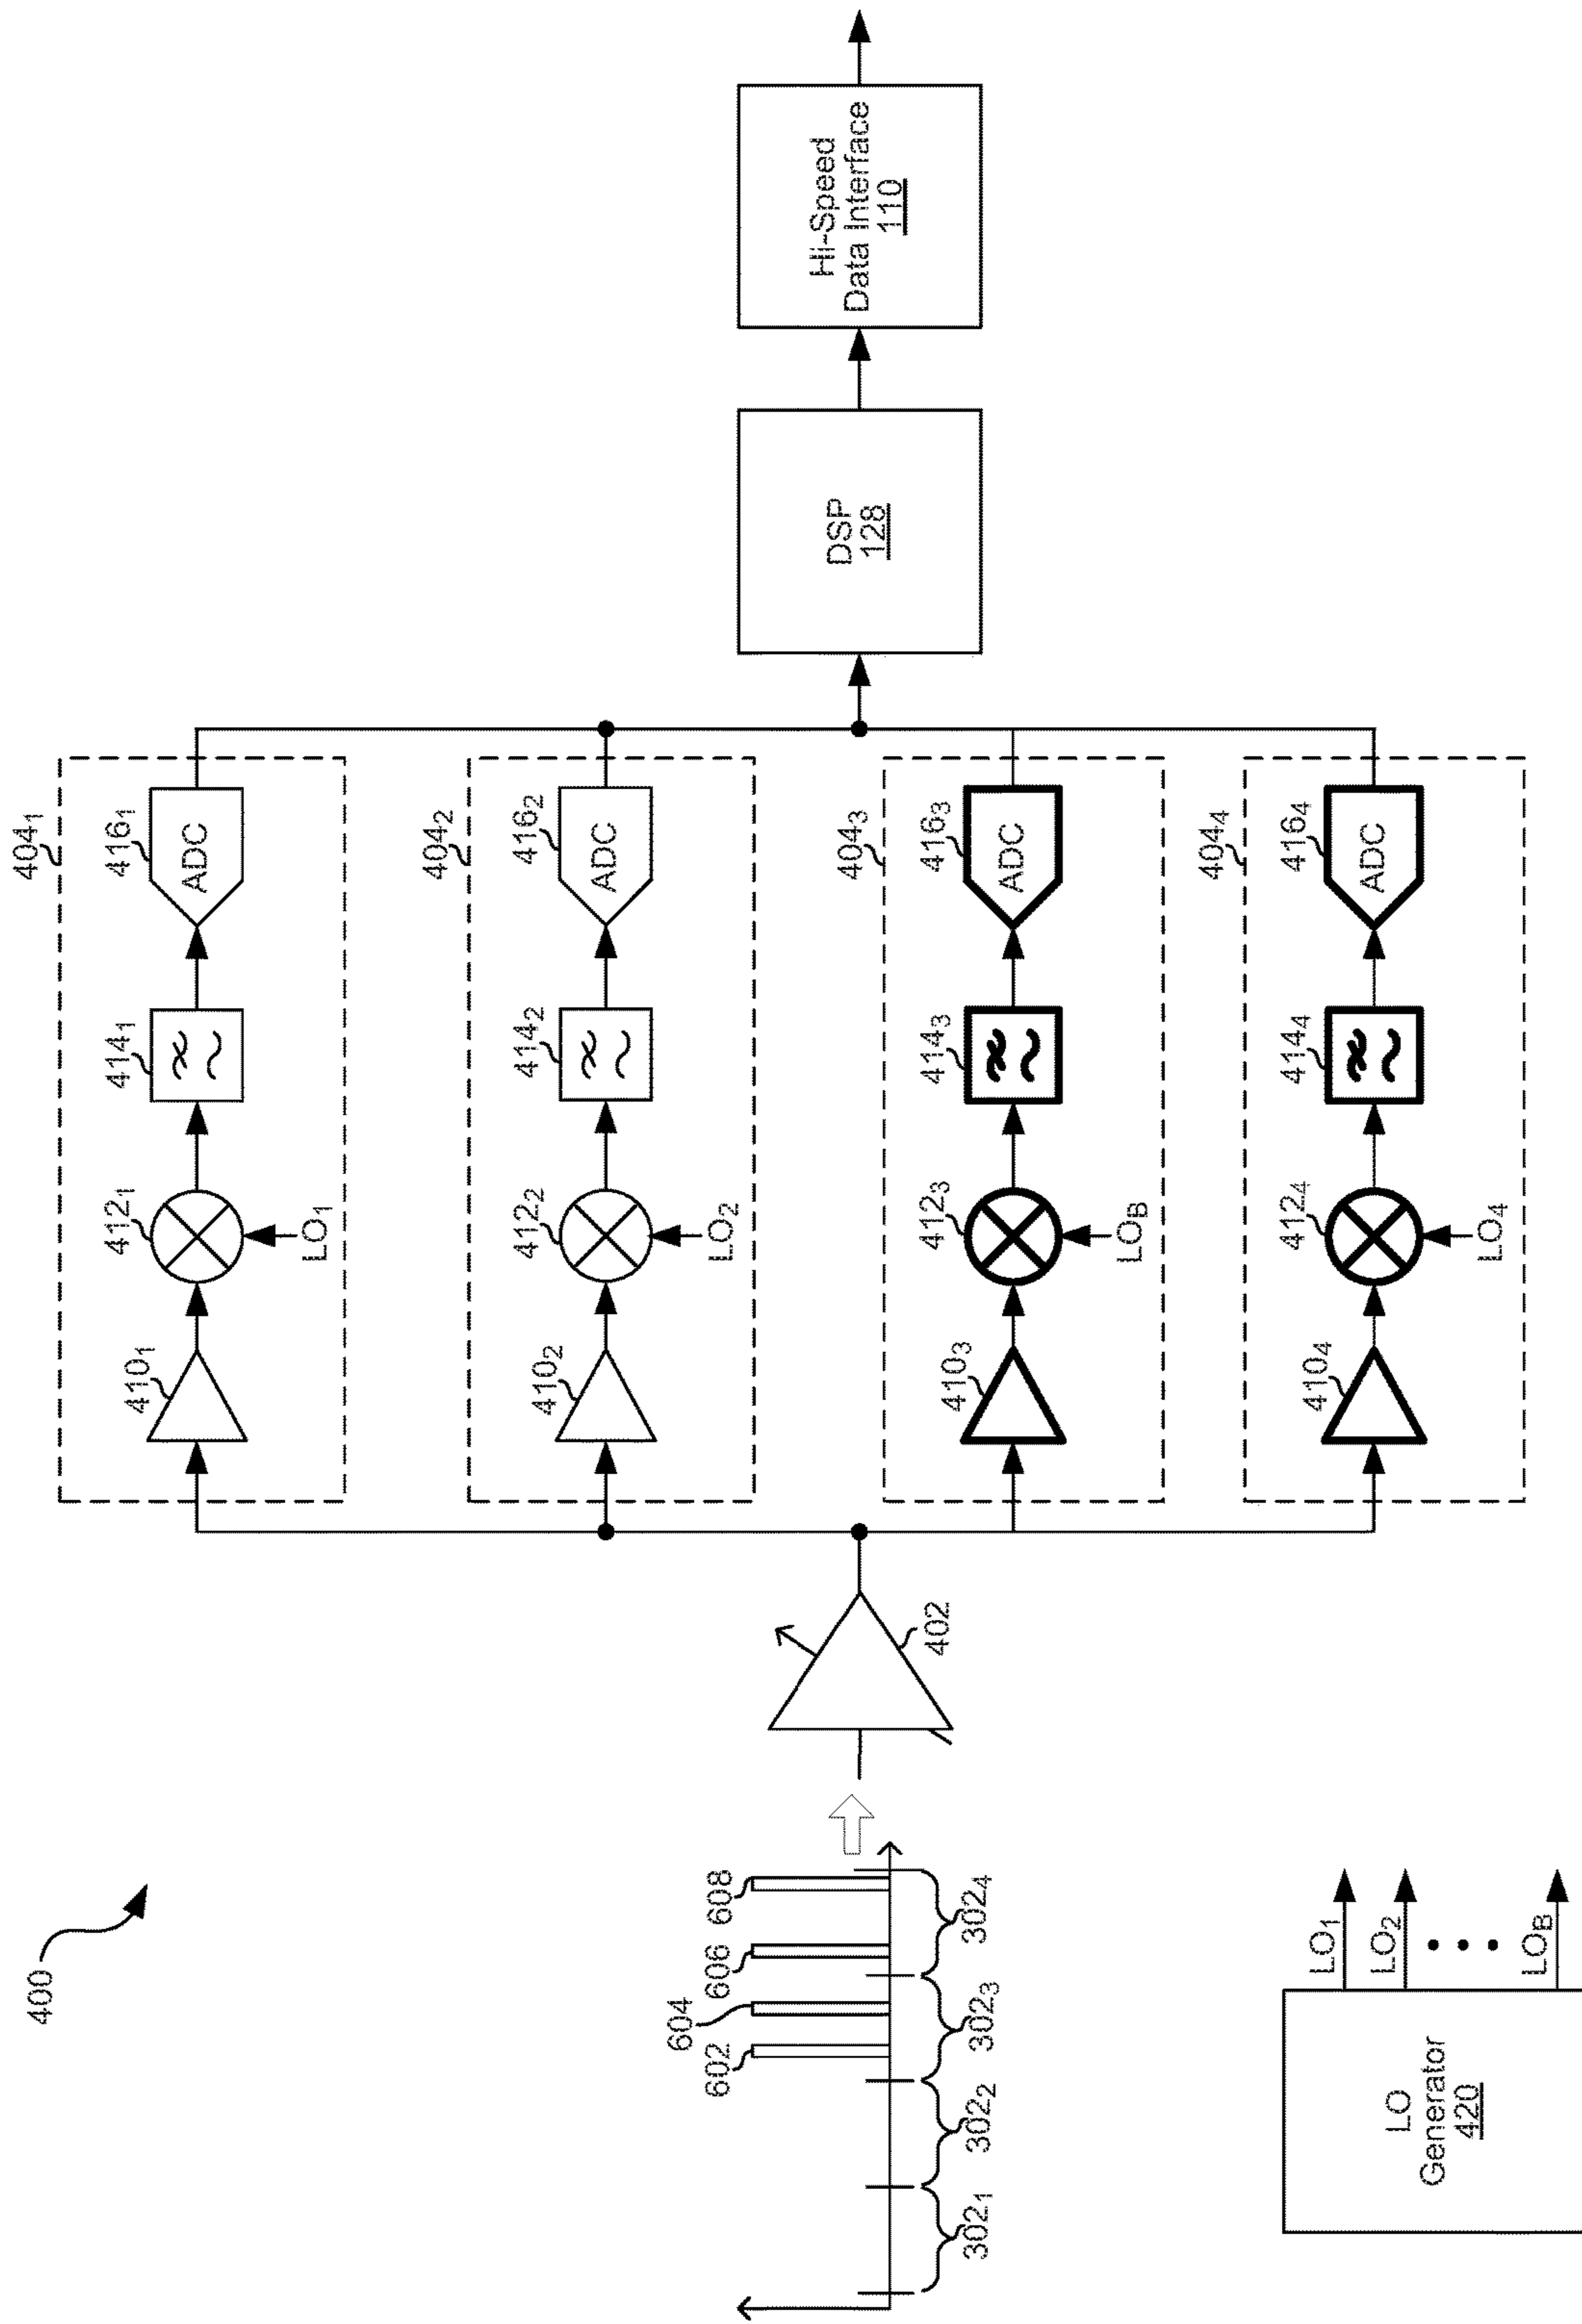 400
404₁
410₁
412₁
414₁
416₁
ADC
LO₁
404₂
410₂
412₂
414₂
416₂
ADC
LO₂
602
604
606
608
302₁
302₂
302₃
302₄
402
DSP
128
Hi-Speed
Data Interface
110
404₃
410₃
412₃
414₃
416₃
ADC
LO_B
404₄
410₄
412₄
414₄
416₄
ADC
LO₄
LO
Generator
420
LO₁
LO₂
LO_B